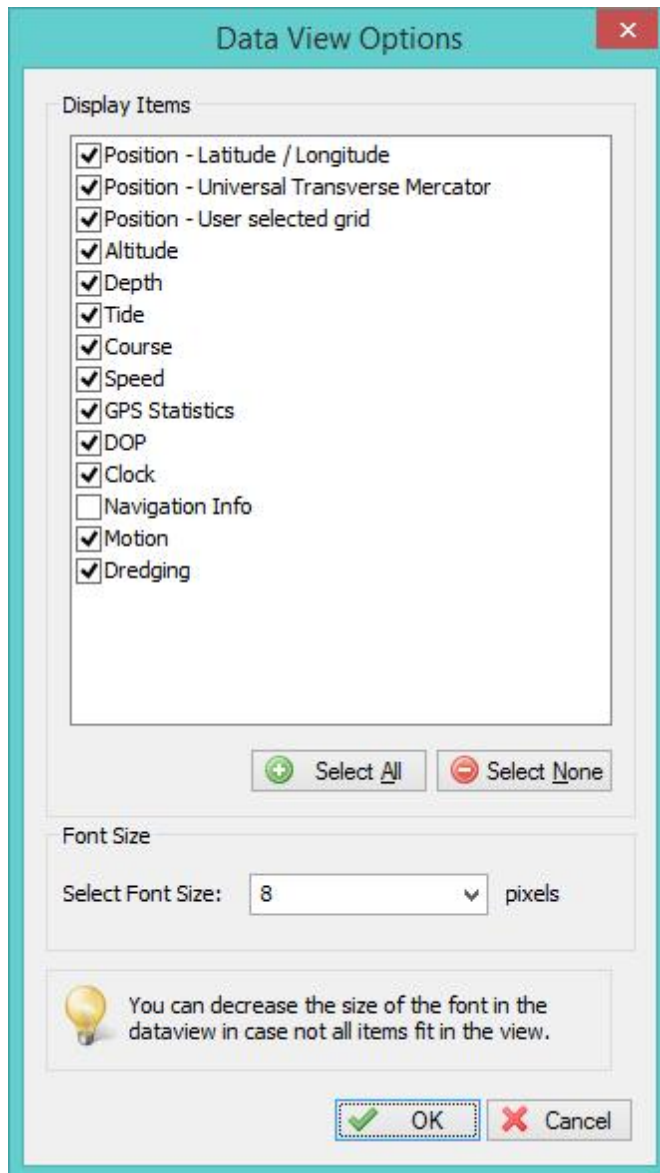 Data View Options
Display Items
Position - Latitude / Longitude
Position - Universal Transverse Mercator
Position - User selected grid
Altitude
Depth
Tide
Course
Speed
GPS Statistics
DOP
Clock
Navigation Info
Motion
Dredging
Select All Select None
Font Size
Select Font Size: 8 pixels
You can decrease the size of the font in the
dataview in case not all items fit in the view.
OK Cancel